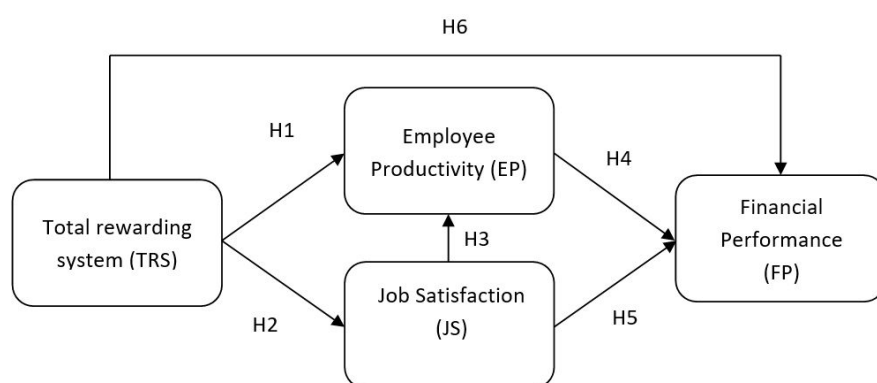 H6
H1
Employee
Productivity (EP)
H4
Total rewarding
system (TRS)
H3
Financial
Performance
(FP)
H2
Job Satisfaction
(JS)
H5